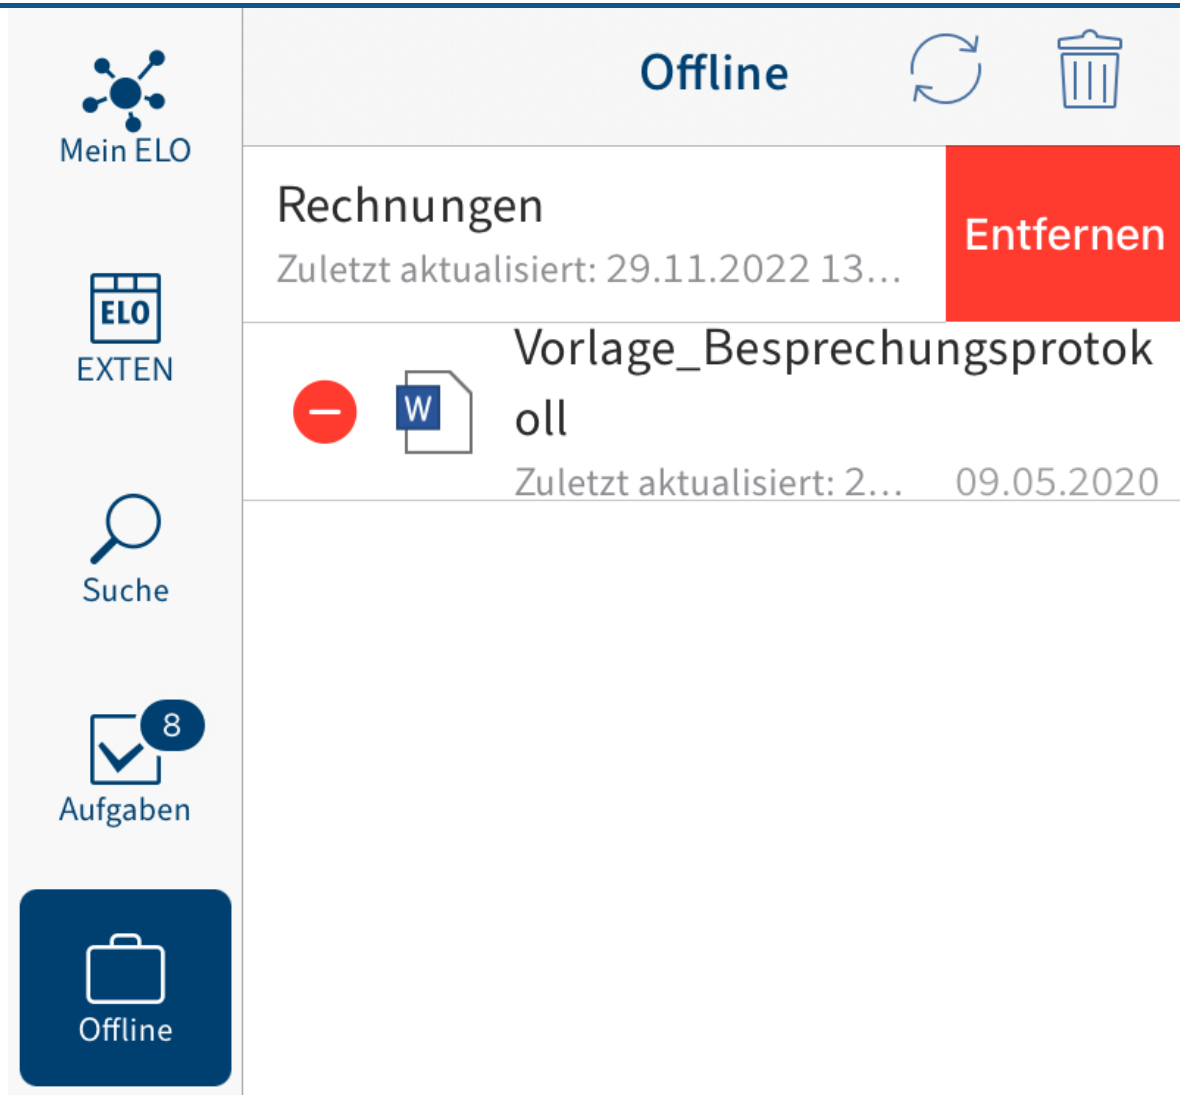 Mein ELO
ELO
EXTEN
Suche
8
Aufgaben
Offline
Offline
Rechnungen
Zuletzt aktualisiert: 29.11.2022 13...
Entfernen
W
Vorlage_Besprechungsprotok
oll
Zuletzt aktualisiert: 2... 09.05.2020